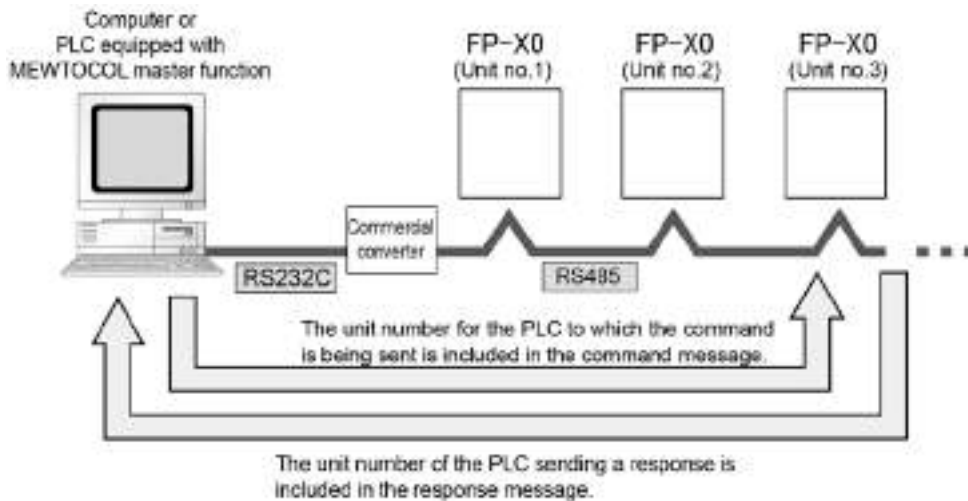 Computer or
PLC equipped with
MEWTOCOL master function
FP-X0
(Unit no.1)
FP-X0
(Unit no.2)
FP-X0
(Unit no.3)
Commercial
converter
RS232C
RS485
The unit number for the PLC to which the command
is being sent is included in the command message.
The unit number of the PLC sending a response is
included in the response message.